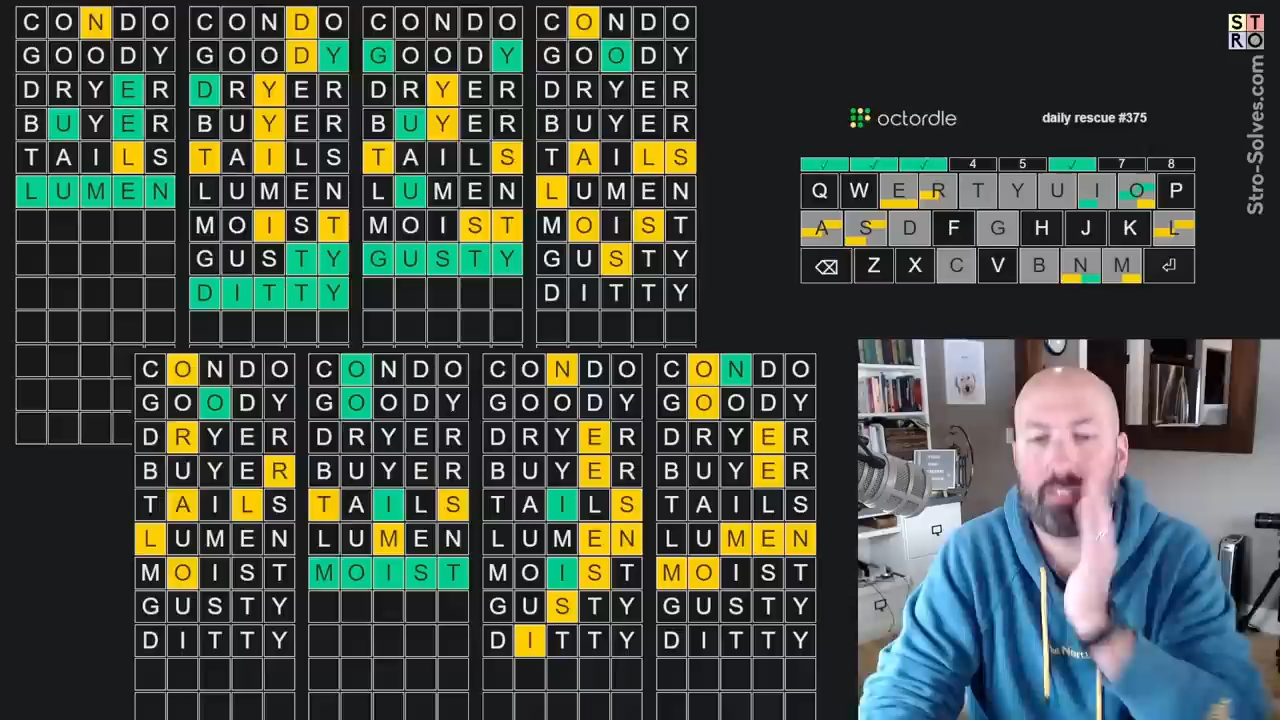 CONDO CONDO CONDO CONDO
GOODY GOODY GOODY GOODY
DRYER DRYER DRYER DRYER
BUYER BUYER BUYER BUYER
TAILS TAILS TAILS TAILS
LUMEN LUMEN LUMEN LUMEN
MOIST MOIST MOIST
GUSTY GUSTY GUSTY
DITTY DITTY
CONDO CONDO CONDO CONDO
GOODY GOODY GOODY GOODY
DRYER DRYER DRYER DRYER
BUYER BUYER BUYER BUYER
TAILS TAILS TAILS TAILS
LUMEN LUMEN LUMEN LUMEN
MOIST MOIST MOIST MOIST
GUSTY GUSTY GUSTY
DITTY DITTY DITTY
octordle daily rescue #375
✓ ✓ ✓ 4 5 ✓ 7 8
Q W E R T Y U I O P
A S D F G H J K L
⌫ Z X C V B N M ⏎
ST
RO
Stro-Solves.com